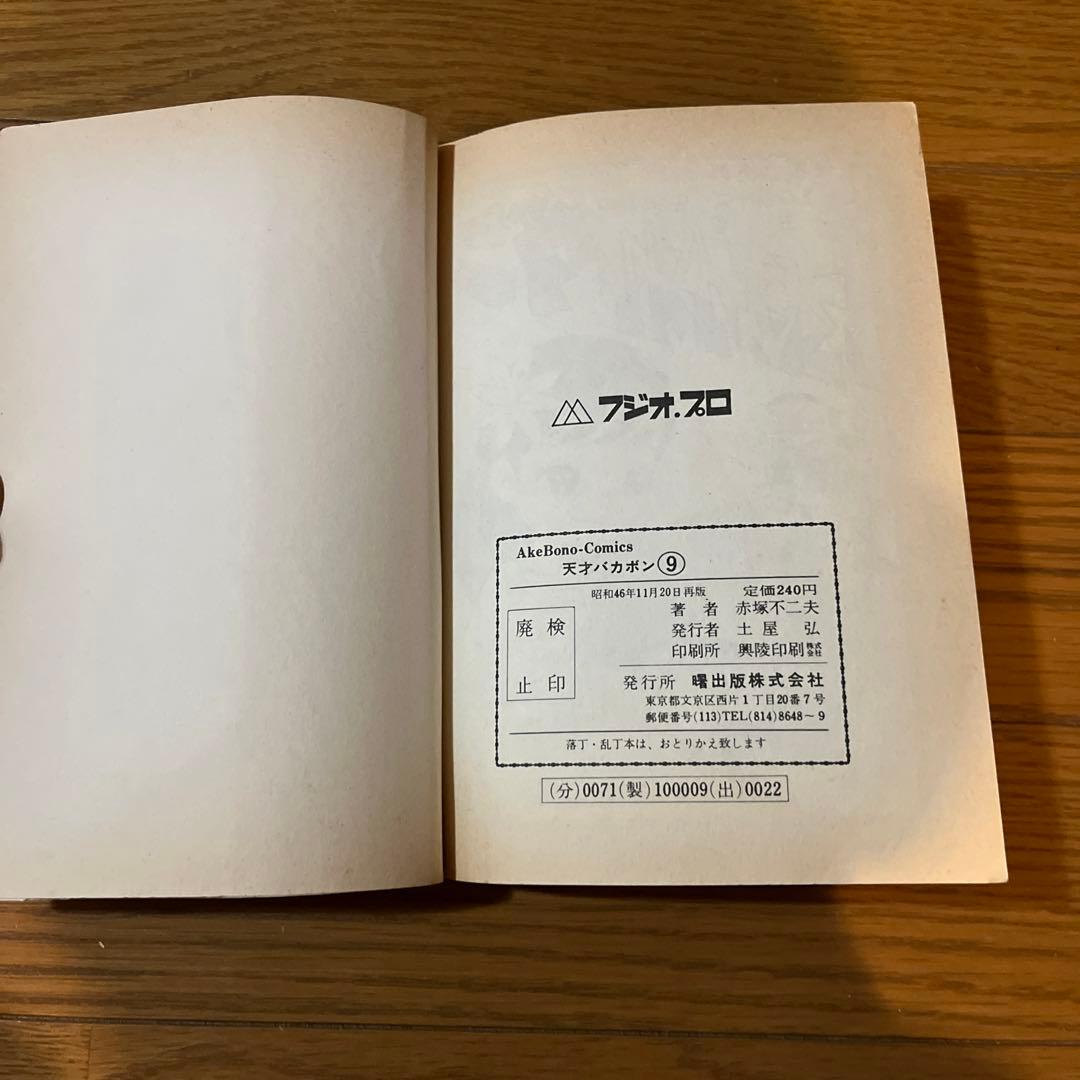 フジオ.プロ
AkeBono-Comics
天才バカボン⑨
昭和46年11月20日再版 定価240円
著者 赤塚不二夫
発行者 土屋弘
印刷所 興陵印刷株式会社
検印
廃止
発行所 曙出版株式会社
東京都文京区西片1丁目20番7号
郵便番号(113)TEL(814)8648〜9
落丁・乱丁本は、おとりかえ致します
(分)0071(製)100009(出)0022